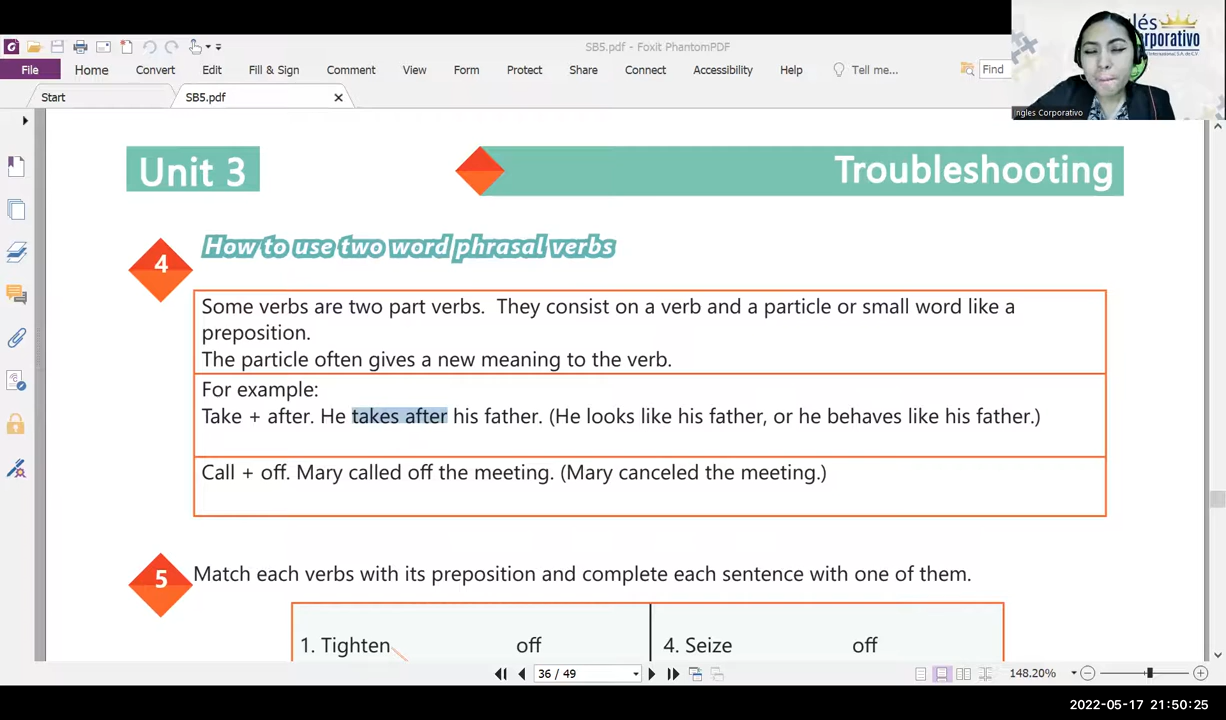 SB5.pdf - Foxit PhantomPDF
File Home Convert Edit Fill & Sign Comment View Form Protect Share Connect Accessibility Help Tell me... Find
Start SB5.pdf
Ingles Corporativo
Unit 3 Troubleshooting
4 How to use two word phrasal verbs
Some verbs are two part verbs. They consist on a verb and a particle or small word like a
preposition.
The particle often gives a new meaning to the verb.
For example:
Take + after. He takes after his father. (He looks like his father, or he behaves like his father.)
Call + off. Mary called off the meeting. (Mary canceled the meeting.)
5 Match each verbs with its preposition and complete each sentence with one of them.
1. Tighten off 4. Seize off
36 / 49 148.20%
2022-05-17 21:50:25